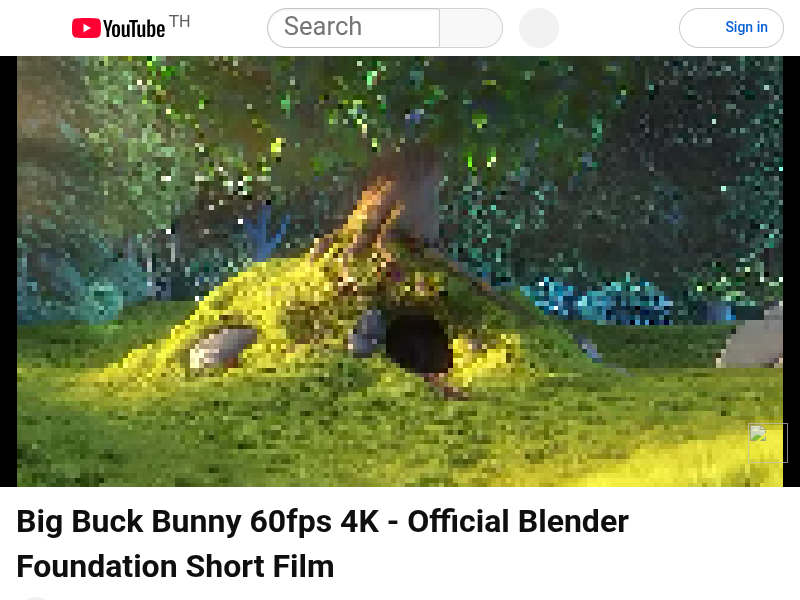 YouTube TH
Search
Sign in
Big Buck Bunny 60fps 4K - Official Blender
Foundation Short Film